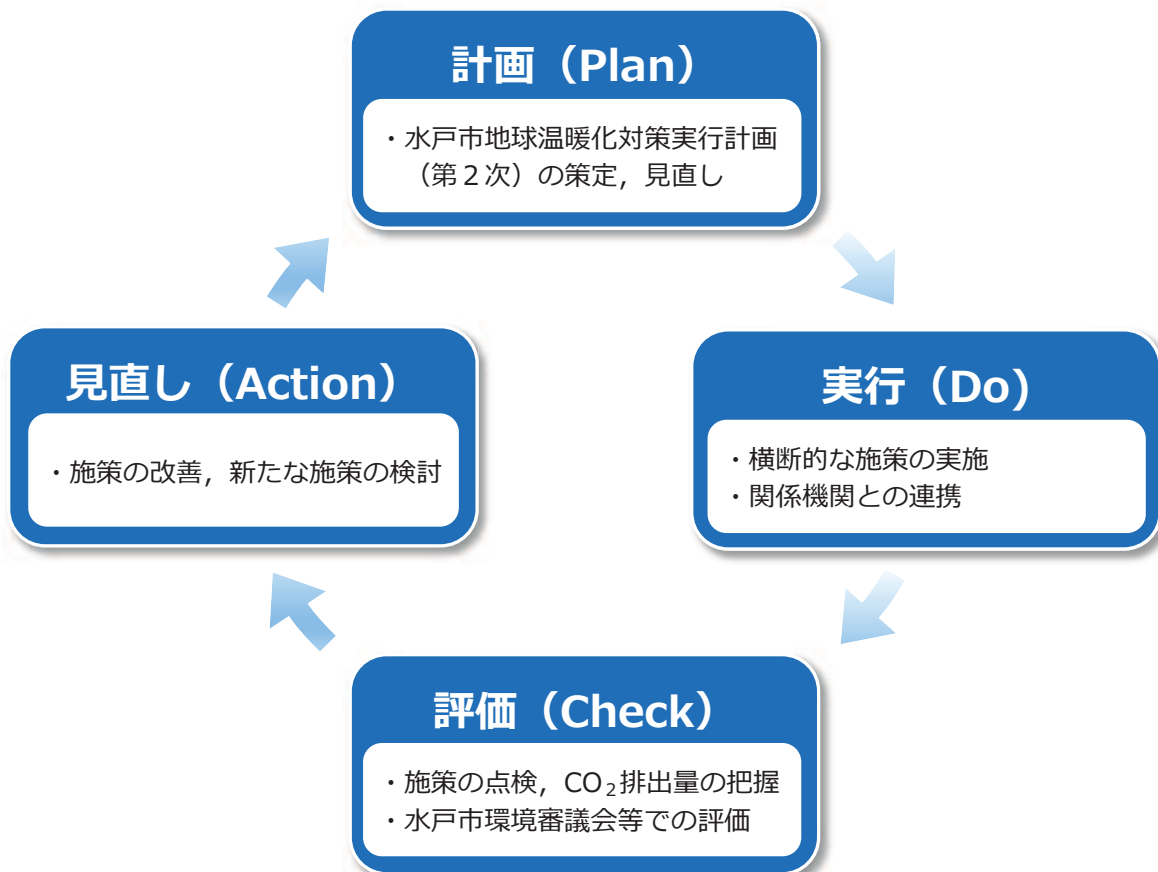 計画（Plan）
・水戸市地球温暖化対策実行計画
（第２次）の策定，見直し
実行（Do)
・横断的な施策の実施
・関係機関との連携
評価（Check）
・施策の点検，CO₂排出量の把握
・水戸市環境審議会等での評価
見直し（Action）
・施策の改善，新たな施策の検討